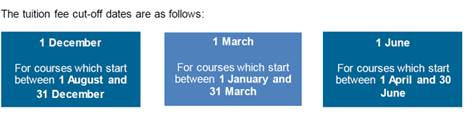 The tuition fee cut-off dates are as follows:
1 December
For courses which start
between 1 August and
31 December
1 March
For courses which start
between 1 January and
31 March
1 June
For courses which start
between 1 April and 30
June